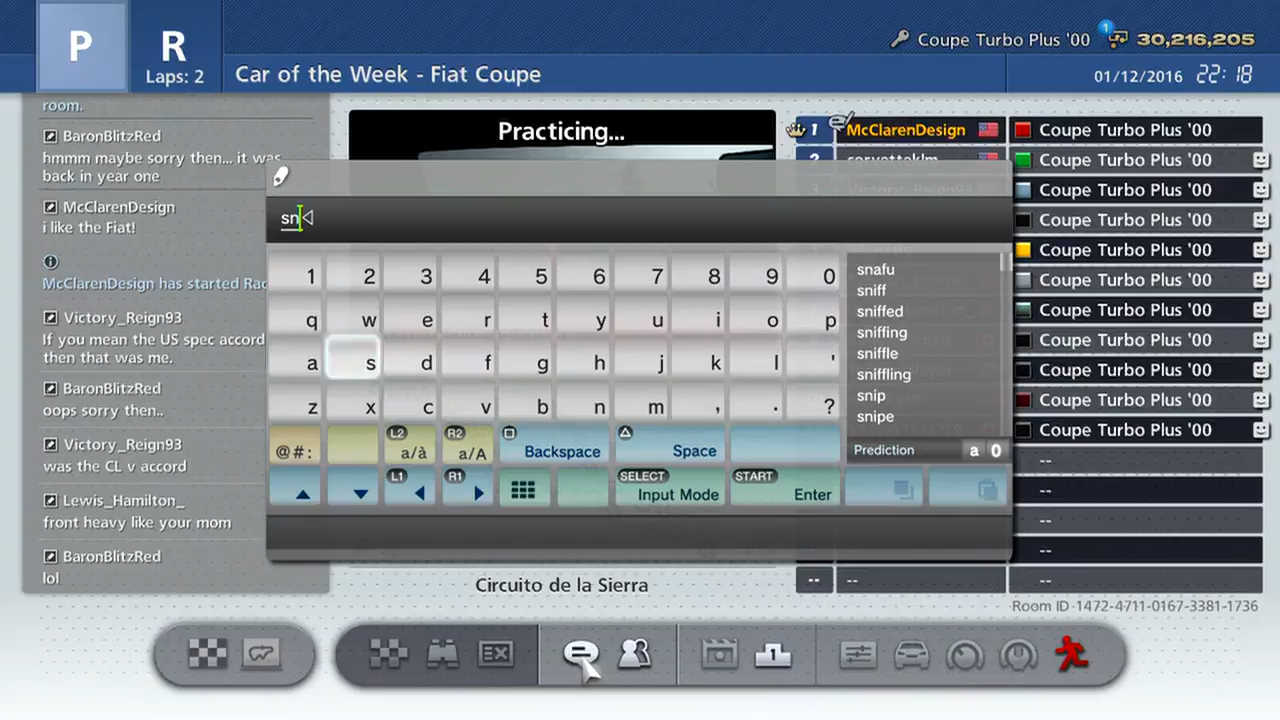 P
R
Laps: 2
Car of the Week - Fiat Coupe
Coupe Turbo Plus '00
1
30,216,205
01/12/2016 22:18
room.
BaronBlitzRed
hmmm maybe sorry then... it was
back in year one
McClarenDesign
i like the Fiat!
McClarenDesign has started Rac
Victory_Reign93
If you mean the US spec accord
then that was me.
BaronBlitzRed
oops sorry then..
Victory_Reign93
was the CL v accord
Lewis_Hamilton_
front heavy like your mom
BaronBlitzRed
lol
Practicing...
sn
1 2 3 4 5 6 7 8 9 0
q w e r t y u i o p
a s d f g h j k l '
z x c v b n m , . ?
@#: L2 a/à R2 a/A Backspace Space
L1 R1 SELECT Input Mode START Enter
snafu
sniff
sniffed
sniffing
sniffle
sniffling
snip
snipe
Prediction a 0
1 McClarenDesign Coupe Turbo Plus '00
2 corvetteklm Coupe Turbo Plus '00
Victory_Reign93 Coupe Turbo Plus '00
Coupe Turbo Plus '00
Coupe Turbo Plus '00
Coupe Turbo Plus '00
Coupe Turbo Plus '00
Coupe Turbo Plus '00
Coupe Turbo Plus '00
Coupe Turbo Plus '00
Coupe Turbo Plus '00
--
--
--
--
-- -- --
Circuito de la Sierra
Room ID 1472-4711-0167-3381-1736
1